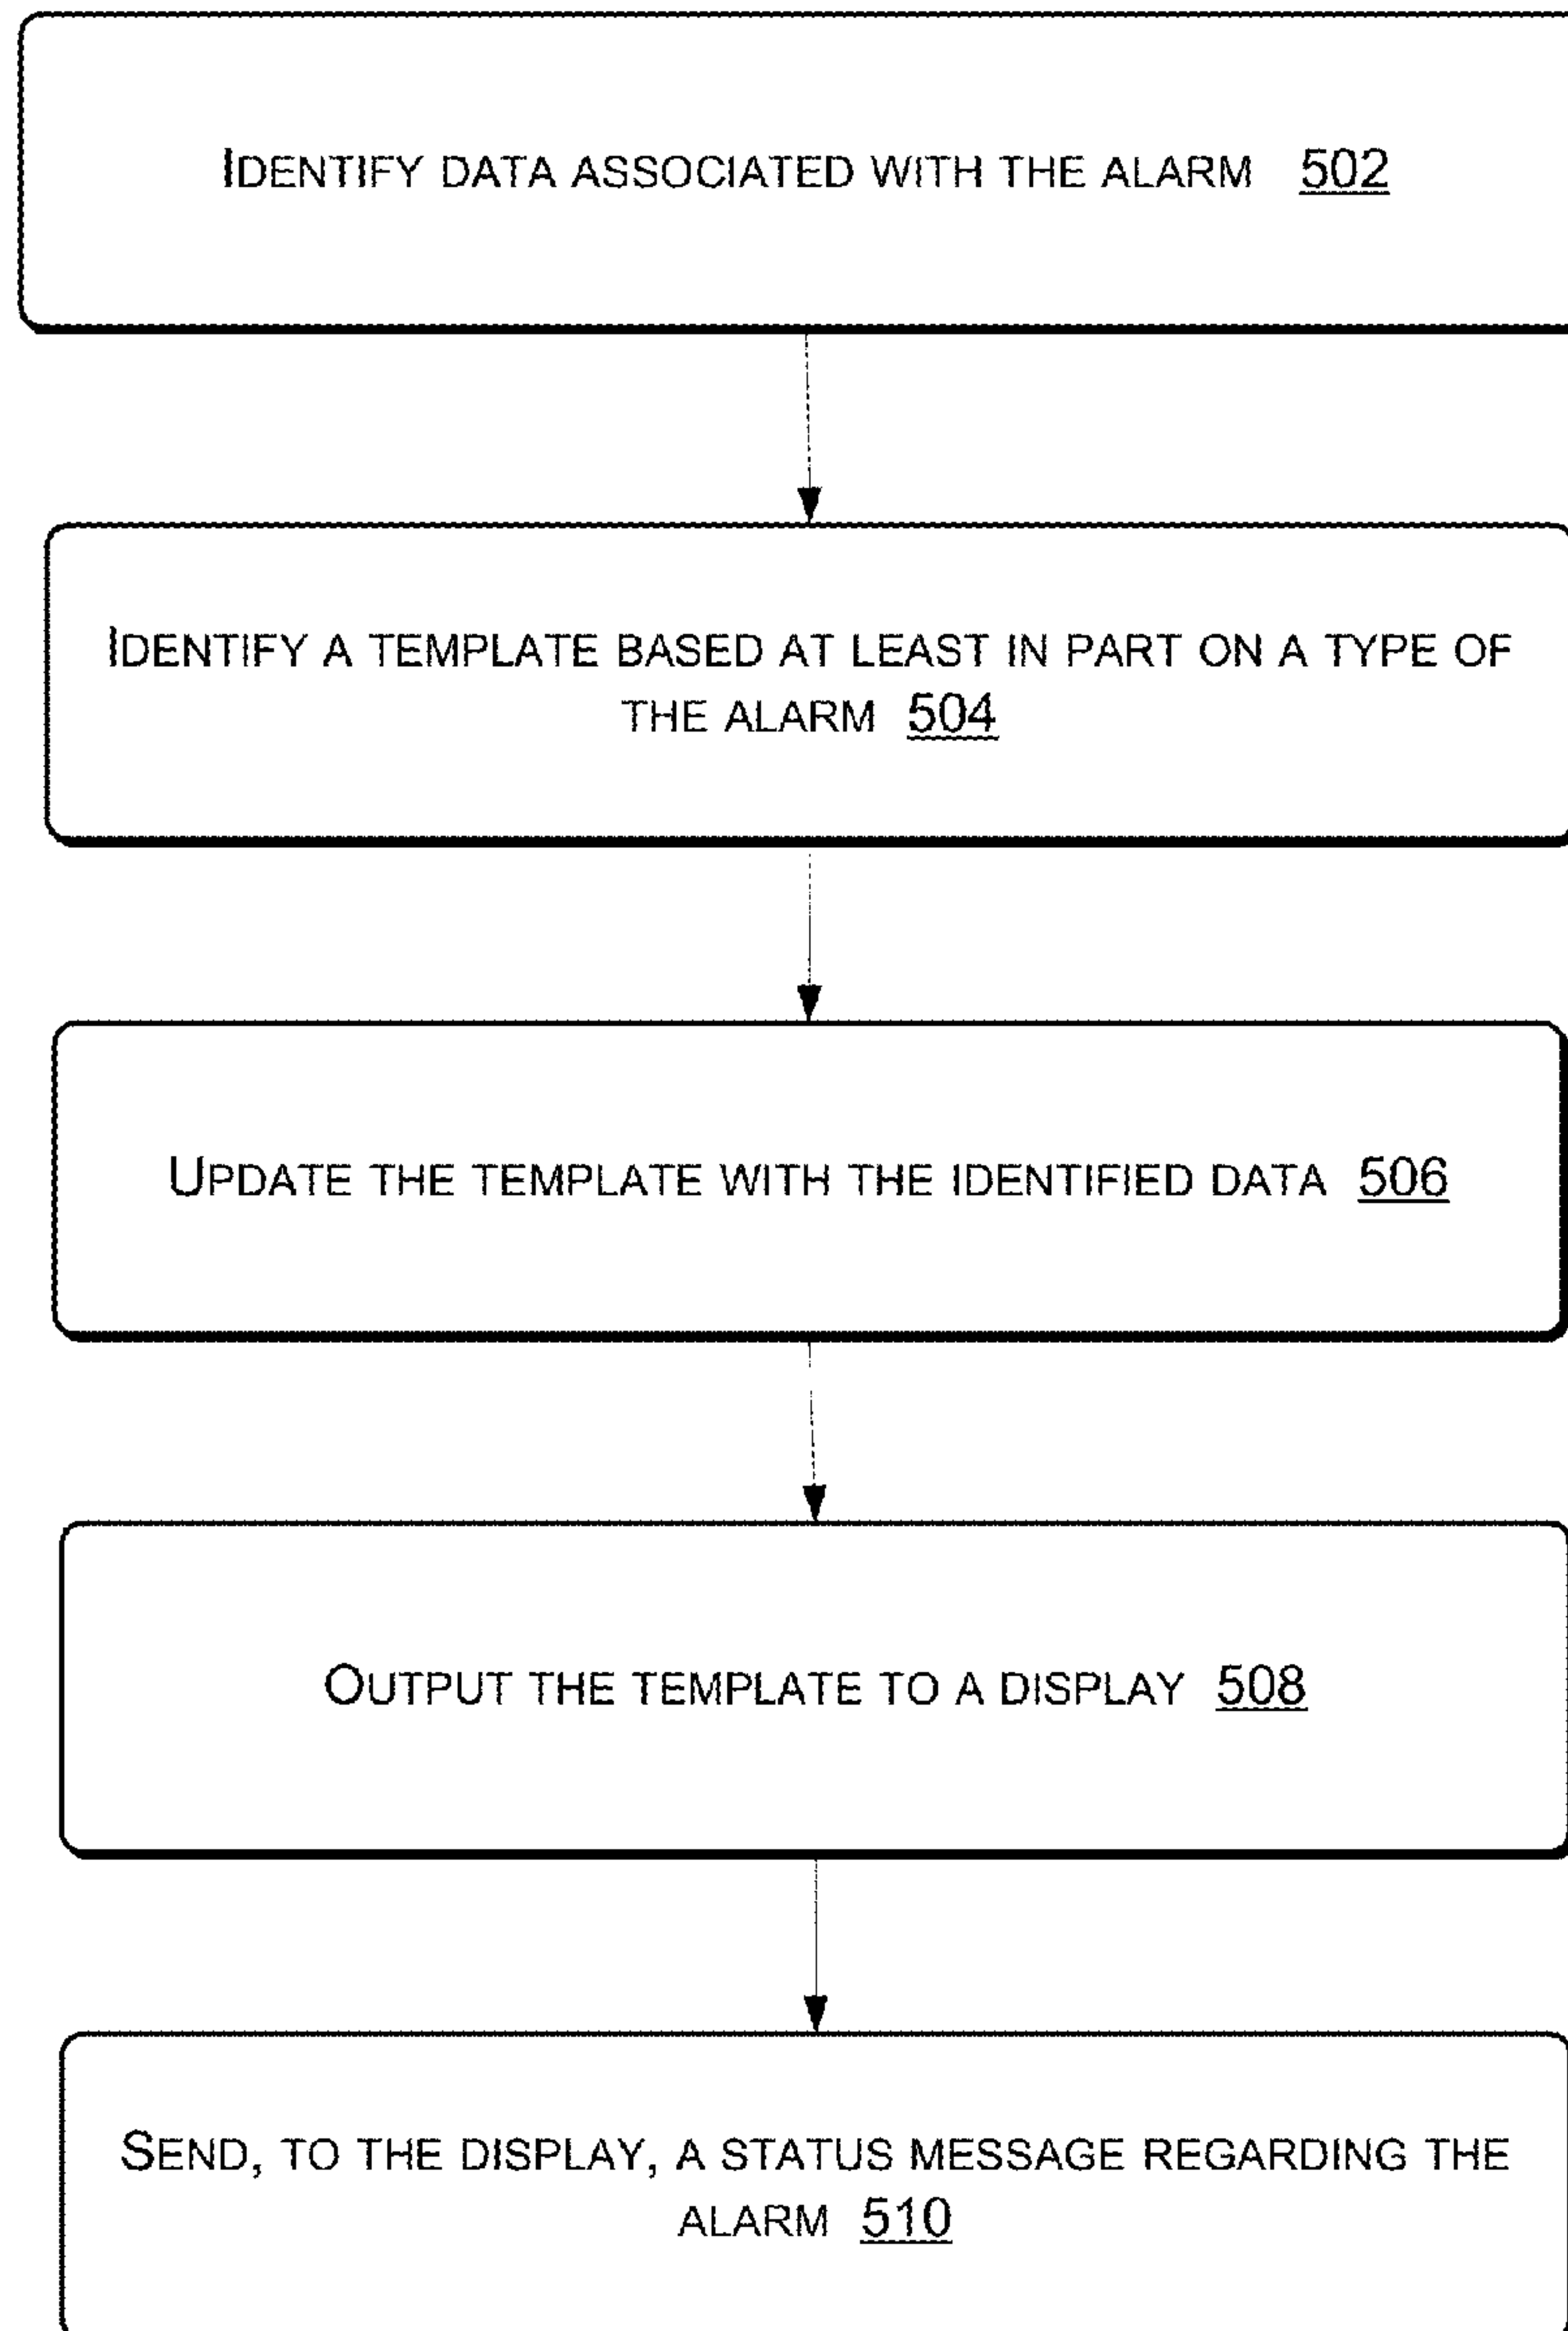 IDENTIFY DATA ASSOCIATED WITH THE ALARM 502
IDENTIFY A TEMPLATE BASED AT LEAST IN PART ON A TYPE OF
THE ALARM 504
UPDATE THE TEMPLATE WITH THE IDENTIFIED DATA 506
OUTPUT THE TEMPLATE TO A DISPLAY 508
SEND, TO THE DISPLAY, A STATUS MESSAGE REGARDING THE
ALARM 510